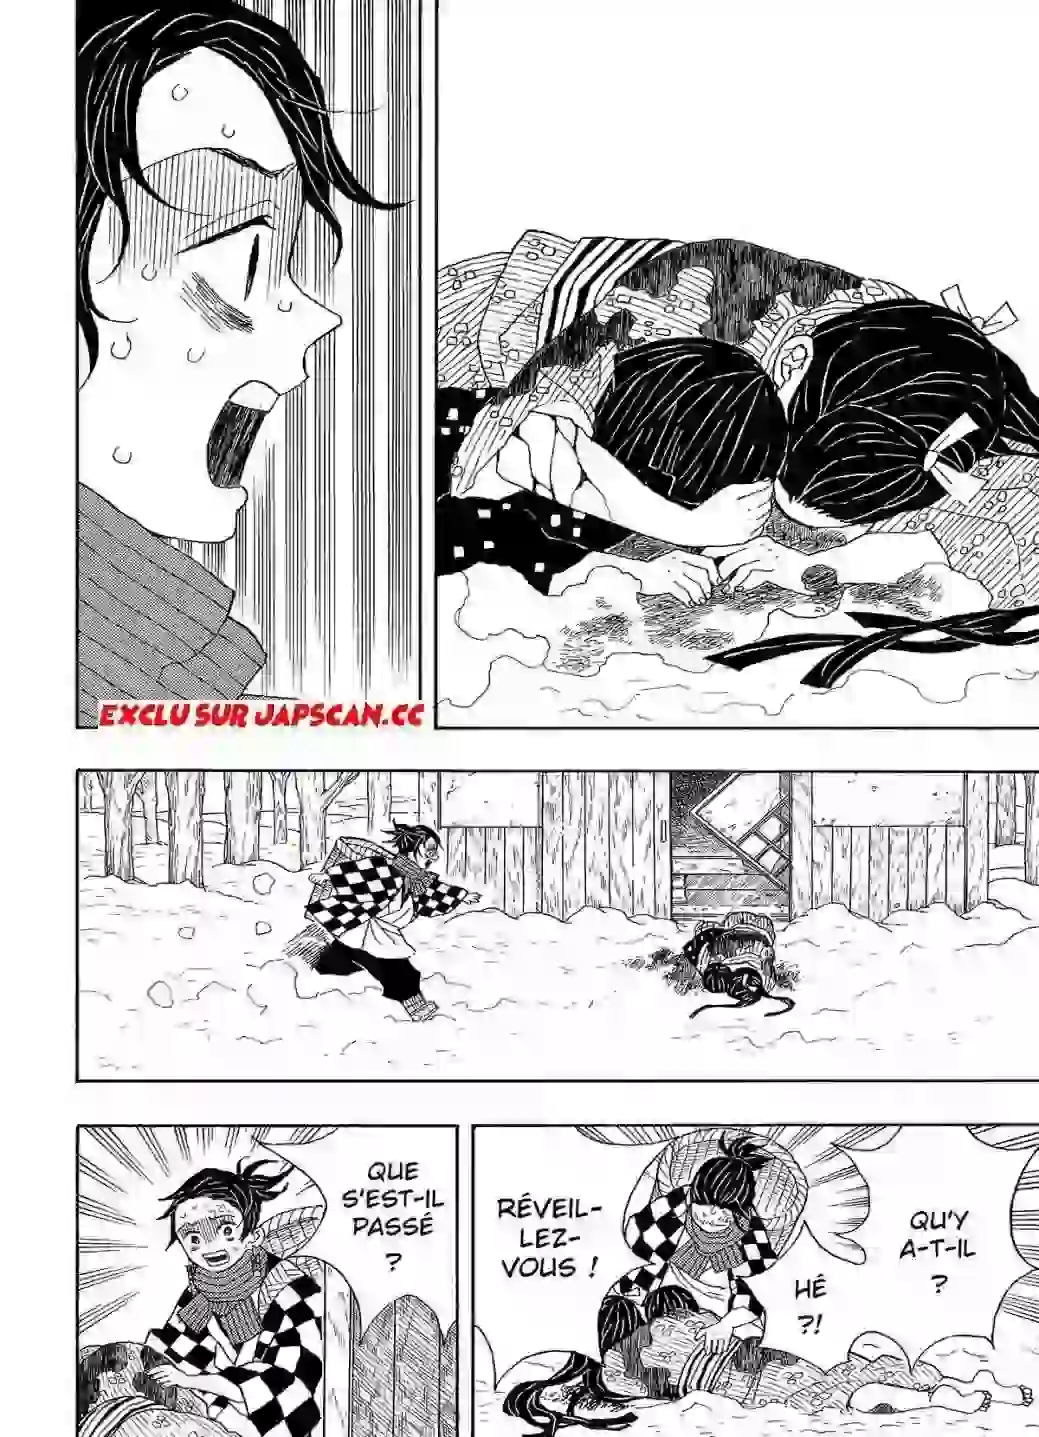 EXCLU SUR JAPSCAN.CC
QUE
S'EST-IL
PASSÉ
?
RÉVEIL-
LEZ-
VOUS !
HÉ
?!
QU'Y
A-T-IL
?